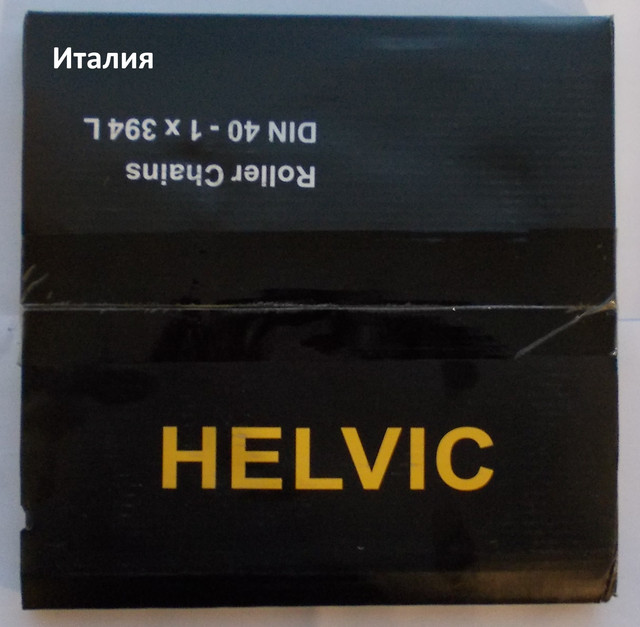 Италия
Roller Chains
DIN 40 - 1 x 394 L
HELVIC